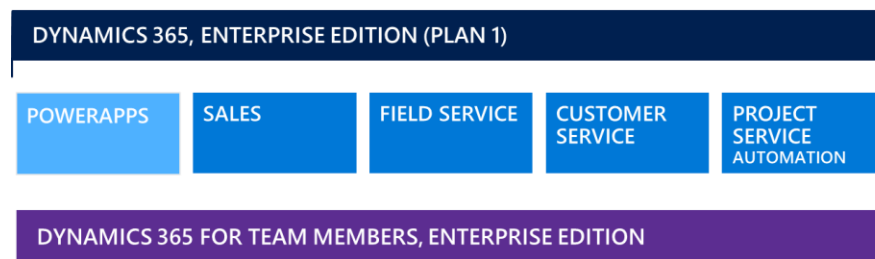 DYNAMICS 365, ENTERPRISE EDITION (PLAN 1)
POWERAPPS
SALES
FIELD SERVICE
CUSTOMER
SERVICE
PROJECT
SERVICE
AUTOMATION
DYNAMICS 365 FOR TEAM MEMBERS, ENTERPRISE EDITION